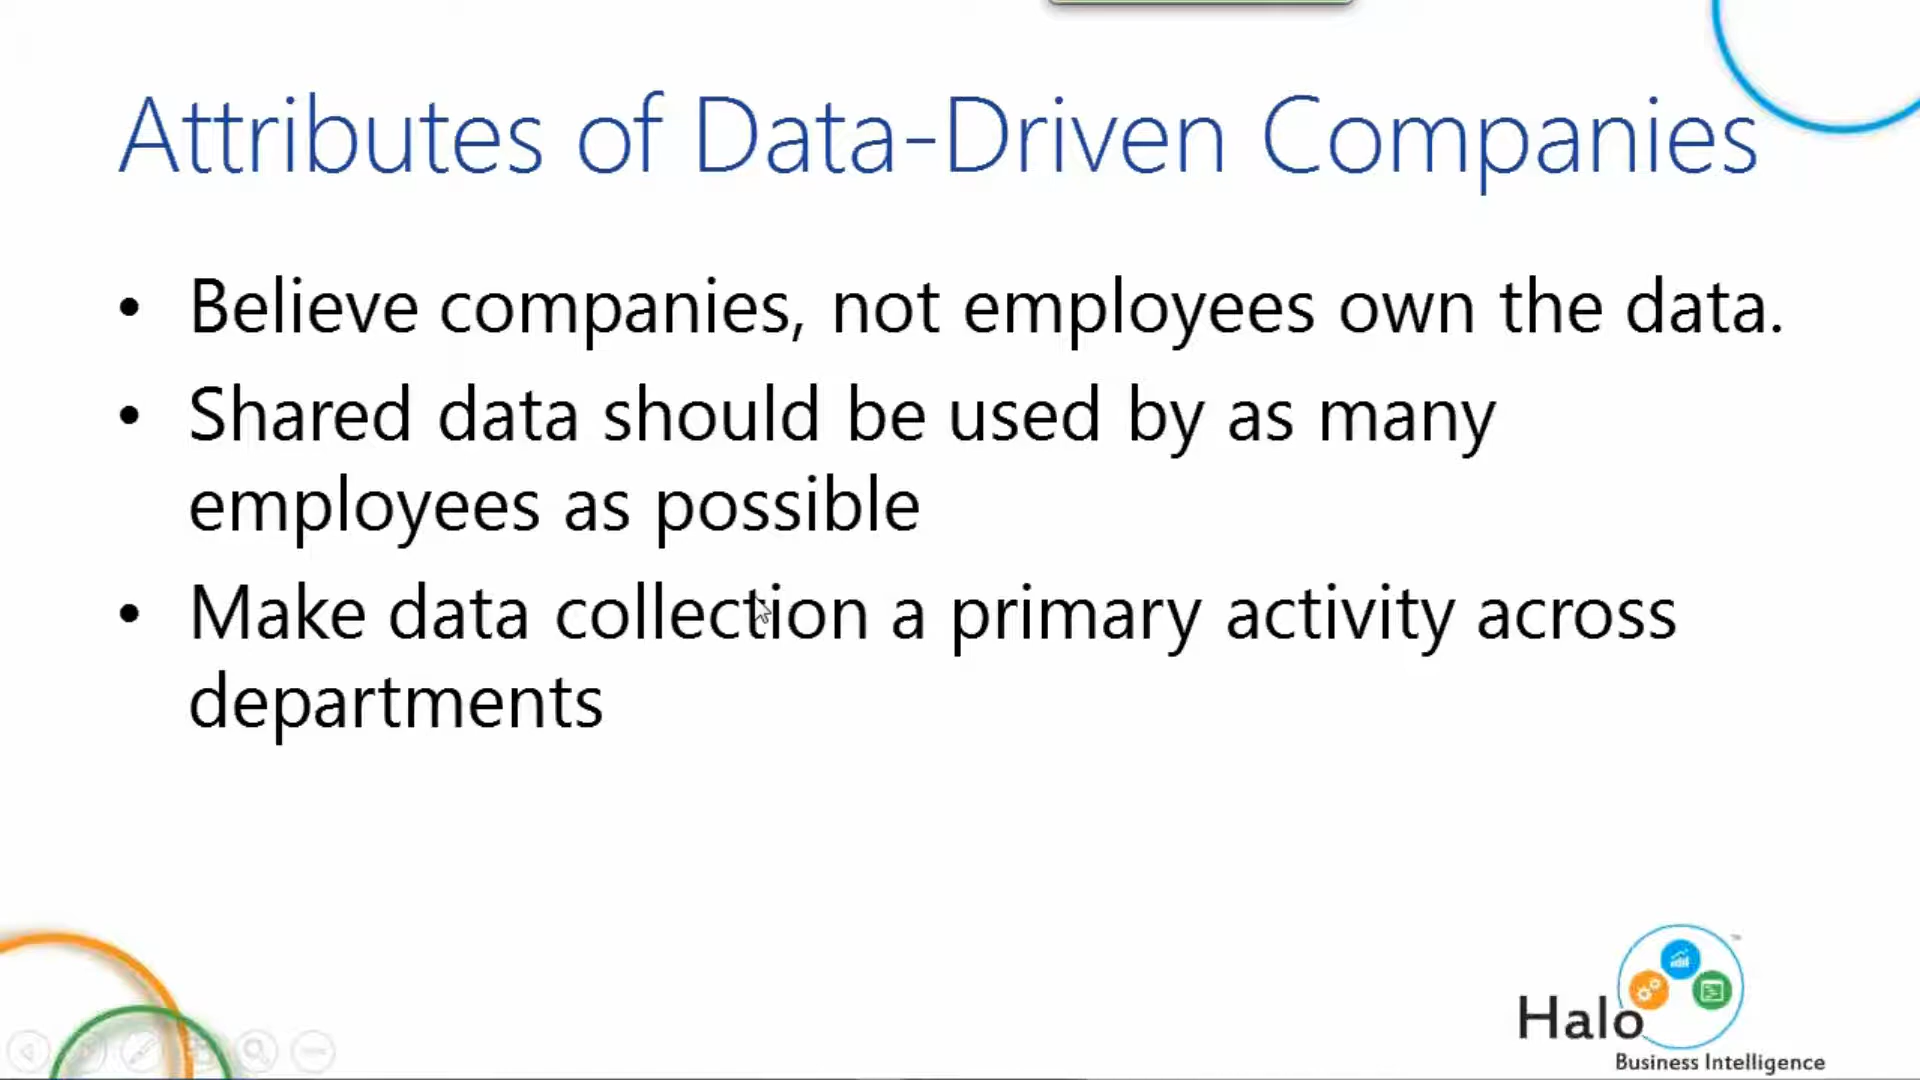 Attributes of Data-Driven Companies
• Believe companies, not employees own the data.
• Shared data should be used by as many
employees as possible
• Make data collection a primary activity across
departments
Halo
Business Intelligence